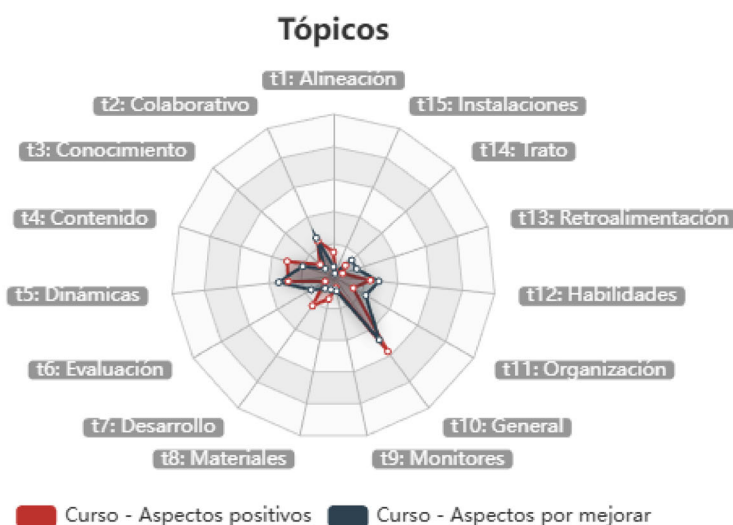 Tópicos
t1: Alineación
t2: Colaborativo
t15: Instalaciones
t3: Conocimiento
t14: Trato
t4: Contenido
t13: Retroalimentación
t5: Dinámicas
t12: Habilidades
t6: Evaluación
t11: Organización
t7: Desarrollo
t10: General
t8: Materiales
t9: Monitores
Curso - Aspectos positivos
Curso - Aspectos por mejorar